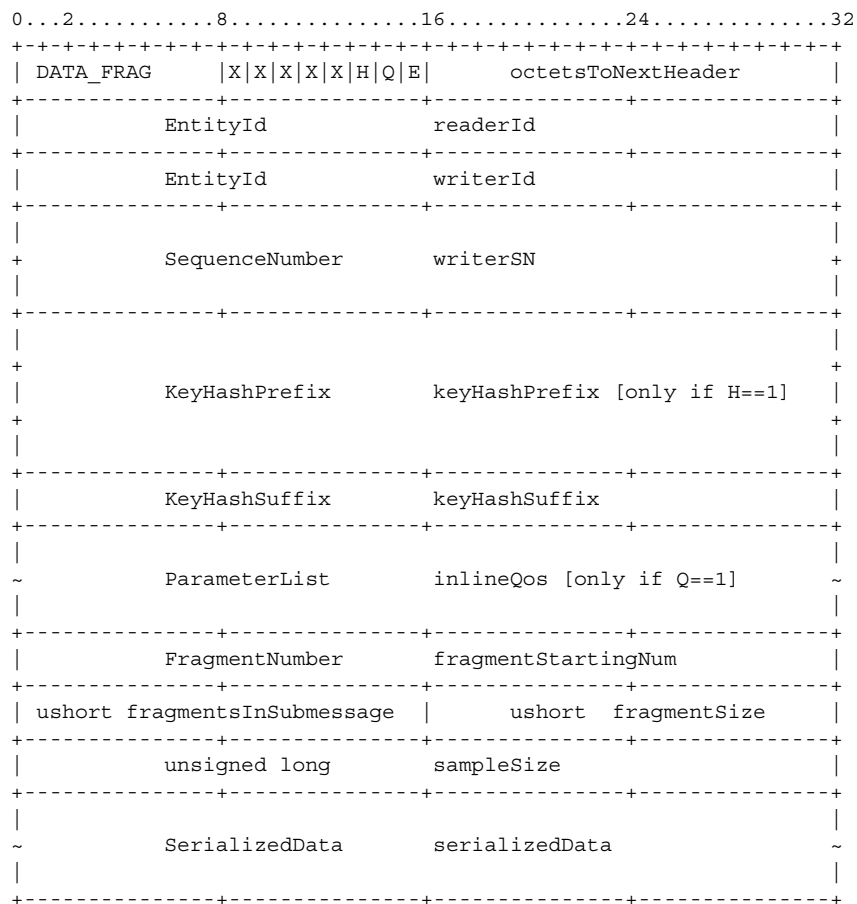 0...2...........8...............16..............24..............32
+-+-+-+-+-+-+-+-+-+-+-+-+-+-+-+-+-+-+-+-+-+-+-+-+-+-+-+-+-+-+-+-+
| DATA_FRAG     |X|X|X|X|X|H|Q|E|      octetsToNextHeader       |
+---------------+---------------+---------------+---------------+
|           EntityId             readerId                       |
+---------------+---------------+---------------+---------------+
|           EntityId             writerId                       |
+---------------+---------------+---------------+---------------+
|                                                               |
+           SequenceNumber       writerSN                       +
|                                                               |
+---------------+---------------+---------------+---------------+
|                                                               |
+                                                               +
|           KeyHashPrefix        keyHashPrefix [only if H==1]   |
+                                                               +
|                                                               |
+---------------+---------------+---------------+---------------+
|           KeyHashSuffix        keyHashSuffix                  |
+---------------+---------------+---------------+---------------+
|                                                               |
~           ParameterList        inlineQos [only if Q==1]       ~
|                                                               |
+---------------+---------------+---------------+---------------+
|           FragmentNumber       fragmentStartingNum            |
+---------------+---------------+---------------+---------------+
| ushort fragmentsInSubmessage  |      ushort  fragmentSize     |
+---------------+---------------+---------------+---------------+
|           unsigned long        sampleSize                     |
+---------------+---------------+---------------+---------------+
|                                                               |
~           SerializedData       serializedData                 ~
|                                                               |
+---------------+---------------+---------------+---------------+